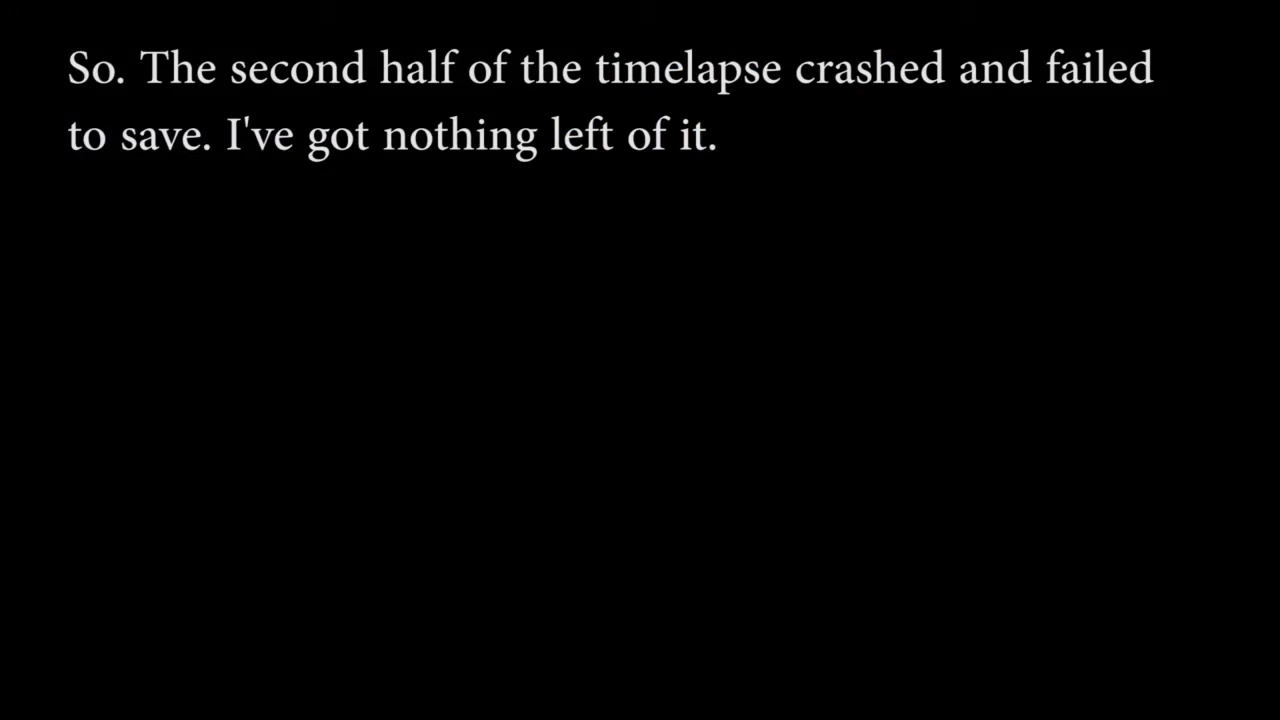 So. The second half of the timelapse crashed and failed
to save. I've got nothing left of it.